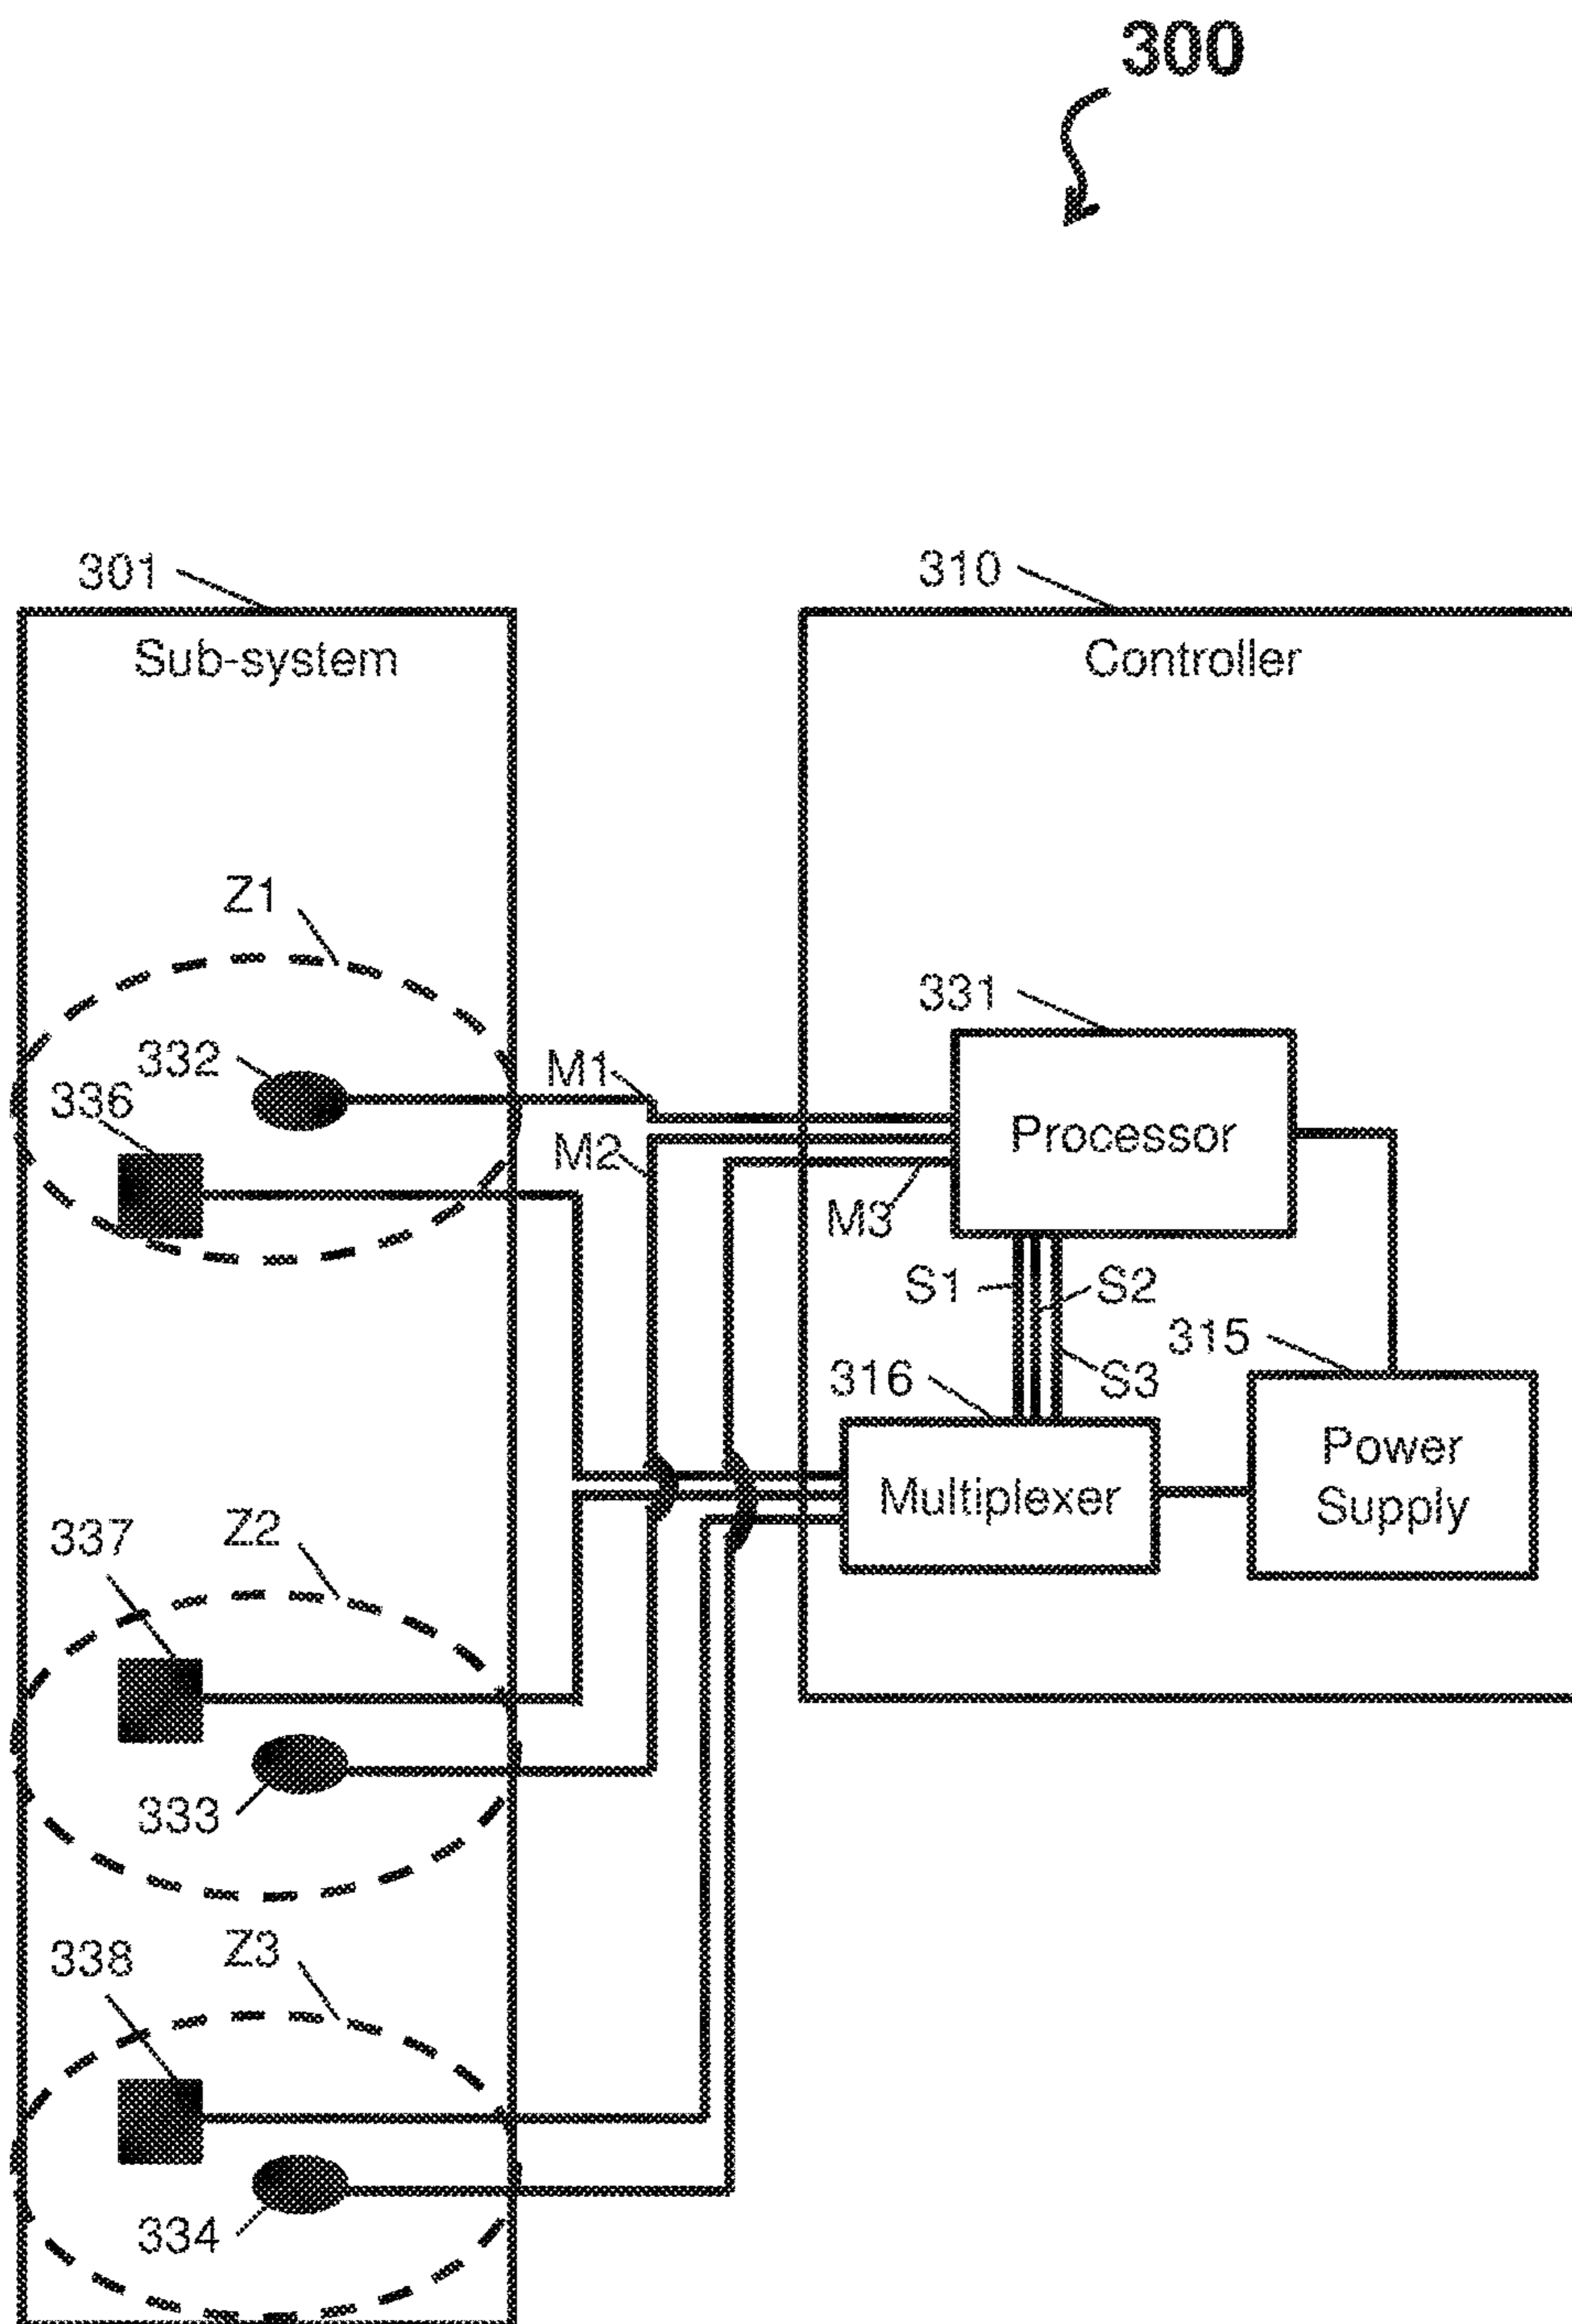 300
301
310
Sub-system
Controller
Z1
331
332
M1
336
Processor
M2
M3
S1
S2
315
316
S3
Power
Supply
Multiplexer
337
Z2
333
338
Z3
334